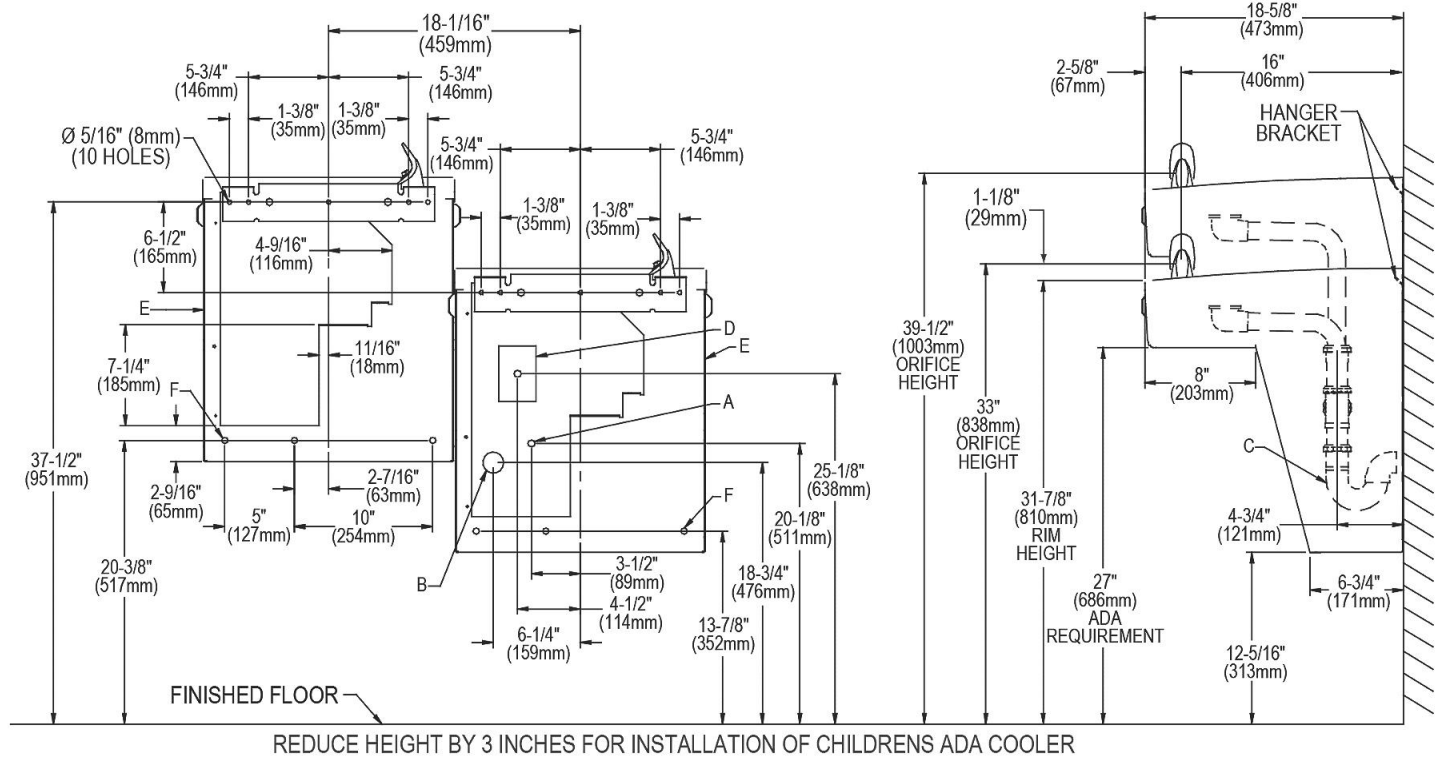 18-1/16"
(459mm)
5-3/4"
(146mm)
5-3/4"
(146mm)
1-3/8"
(35mm)
1-3/8"
(35mm)
Ø 5/16" (8mm)
(10 HOLES)
5-3/4"
(146mm)
5-3/4"
(146mm)
1-3/8"
(35mm)
1-3/8"
(35mm)
6-1/2"
(165mm)
4-9/16"
(116mm)
E
11/16"
(18mm)
7-1/4"
(185mm)
F
D
E
A
37-1/2"
(951mm)
2-9/16"
(65mm)
2-7/16"
(63mm)
5"
(127mm)
10"
(254mm)
20-3/8"
(517mm)
B
F
25-1/8"
(638mm)
20-1/8"
(511mm)
18-3/4"
(476mm)
3-1/2"
(89mm)
4-1/2"
(114mm)
6-1/4"
(159mm)
13-7/8"
(352mm)
18-5/8"
(473mm)
2-5/8"
(67mm)
16"
(406mm)
HANGER
BRACKET
1-1/8"
(29mm)
39-1/2"
(1003mm)
ORIFICE
HEIGHT
33"
(838mm)
ORIFICE
HEIGHT
8"
(203mm)
C
31-7/8"
(810mm)
RIM
HEIGHT
4-3/4"
(121mm)
27"
(686mm)
ADA
REQUIREMENT
6-3/4"
(171mm)
12-5/16"
(313mm)
FINISHED FLOOR
REDUCE HEIGHT BY 3 INCHES FOR INSTALLATION OF CHILDRENS ADA COOLER